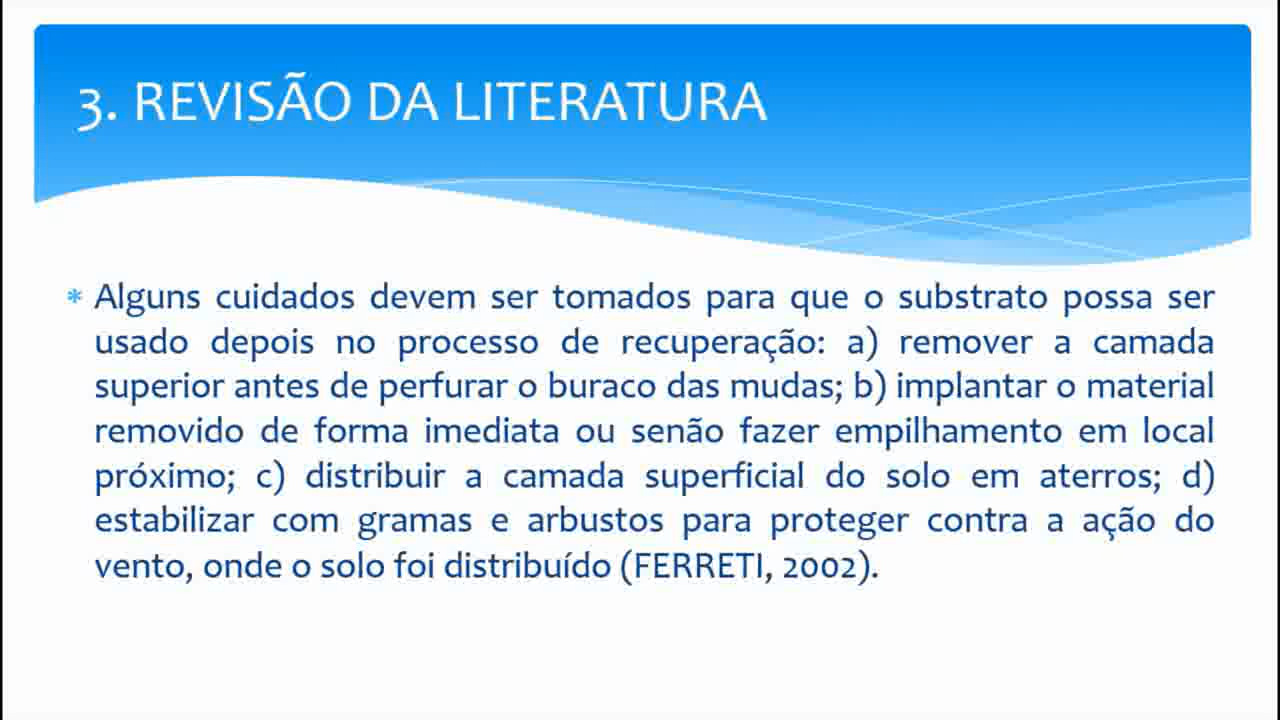 3. REVISÃO DA LITERATURA
* Alguns cuidados devem ser tomados para que o substrato possa ser
usado depois no processo de recuperação: a) remover a camada
superior antes de perfurar o buraco das mudas; b) implantar o material
removido de forma imediata ou senão fazer empilhamento em local
próximo; c) distribuir a camada superficial do solo em aterros; d)
estabilizar com gramas e arbustos para proteger contra a ação do
vento, onde o solo foi distribuído (FERRETI, 2002).